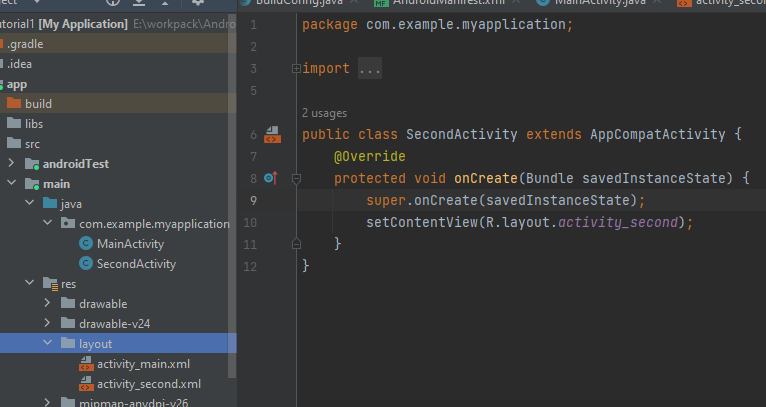 utorial1 [My Application] E:\workpack\Andro
.gradle
.idea
app
build
libs
src
androidTest
main
java
com.example.myapplication
MainActivity
SecondActivity
res
drawable
drawable-v24
layout
activity_main.xml
activity_second.xml
mipmap-anydpi-v26
BuildConfig.java
AndroidManifest.xml
MainActivity.java
activity_seco
1 package com.example.myapplication;
2
3 import ...
5
2 usages
6 public class SecondActivity extends AppCompatActivity {
7 @Override
8 protected void onCreate(Bundle savedInstanceState) {
9 super.onCreate(savedInstanceState);
10 setContentView(R.layout.activity_second);
11 }
12 }